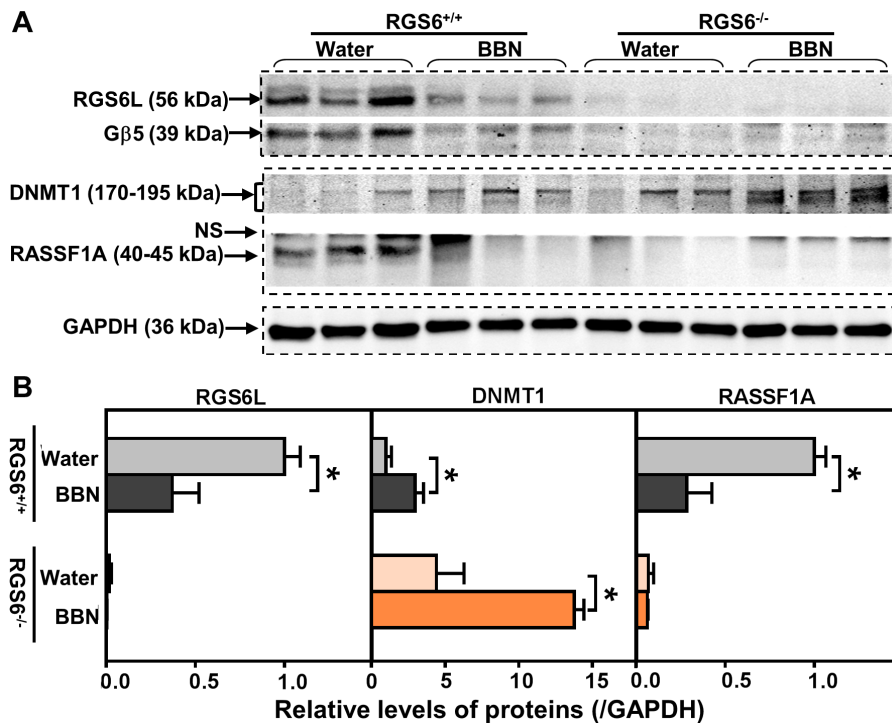 A
RGS6+/+ RGS6-/-
Water BBN Water BBN
RGS6L (56 kDa)
Gβ5 (39 kDa)
DNMT1 (170-195 kDa)
NS
RASSF1A (40-45 kDa)
GAPDH (36 kDa)
B
RGS6L DNMT1 RASSF1A
RGS6+/+
Water
*
*
*
BBN
RGS6-/-
Water
*
BBN
0.0 0.5 1.0 0 5 10 15 0.0 0.5 1.0
Relative levels of proteins (/GAPDH)